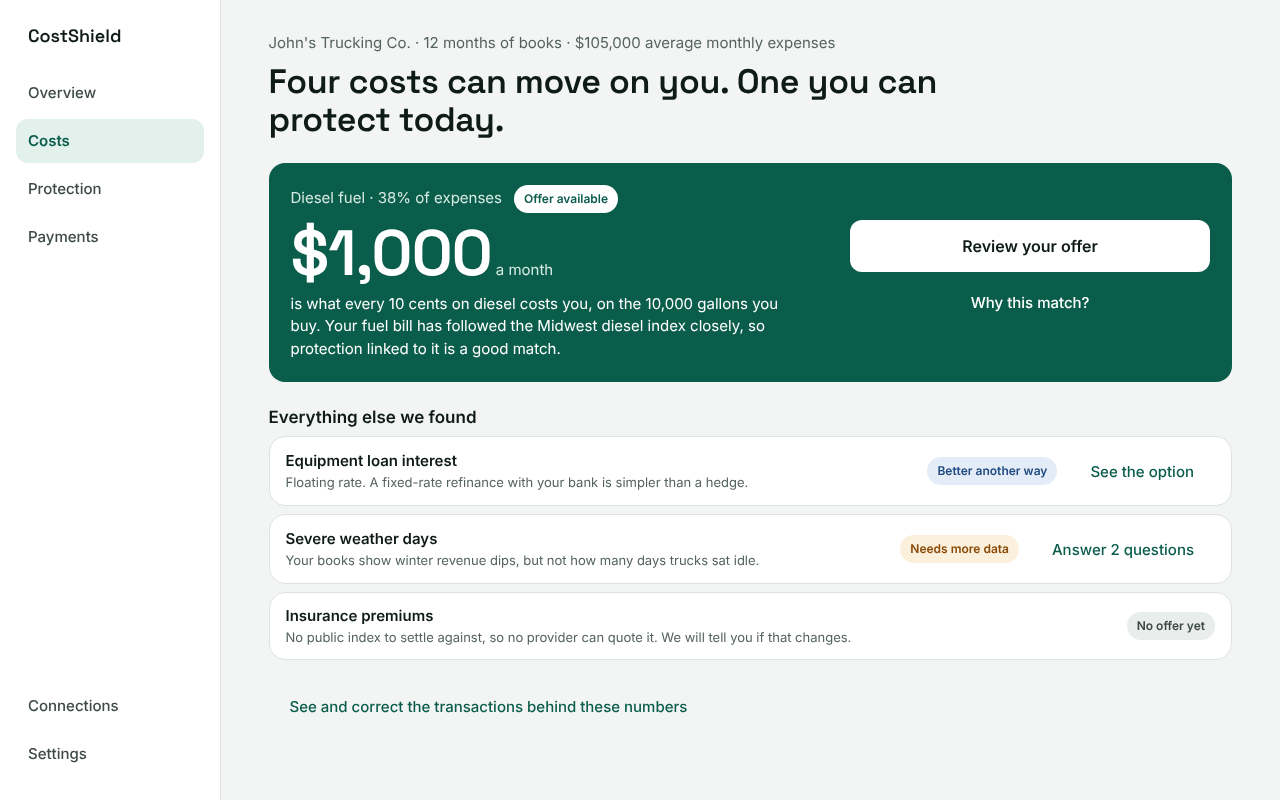 CostShield
Overview
Costs
Protection
Payments
Connections
Settings
John's Trucking Co. · 12 months of books · $105,000 average monthly expenses
Four costs can move on you. One you can
protect today.
Diesel fuel · 38% of expenses
Offer available
$1,000 a month
is what every 10 cents on diesel costs you, on the 10,000 gallons you
buy. Your fuel bill has followed the Midwest diesel index closely, so
protection linked to it is a good match.
Review your offer
Why this match?
Everything else we found
Equipment loan interest
Floating rate. A fixed-rate refinance with your bank is simpler than a hedge.
Better another way
See the option
Severe weather days
Your books show winter revenue dips, but not how many days trucks sat idle.
Needs more data
Answer 2 questions
Insurance premiums
No public index to settle against, so no provider can quote it. We will tell you if that changes.
No offer yet
See and correct the transactions behind these numbers